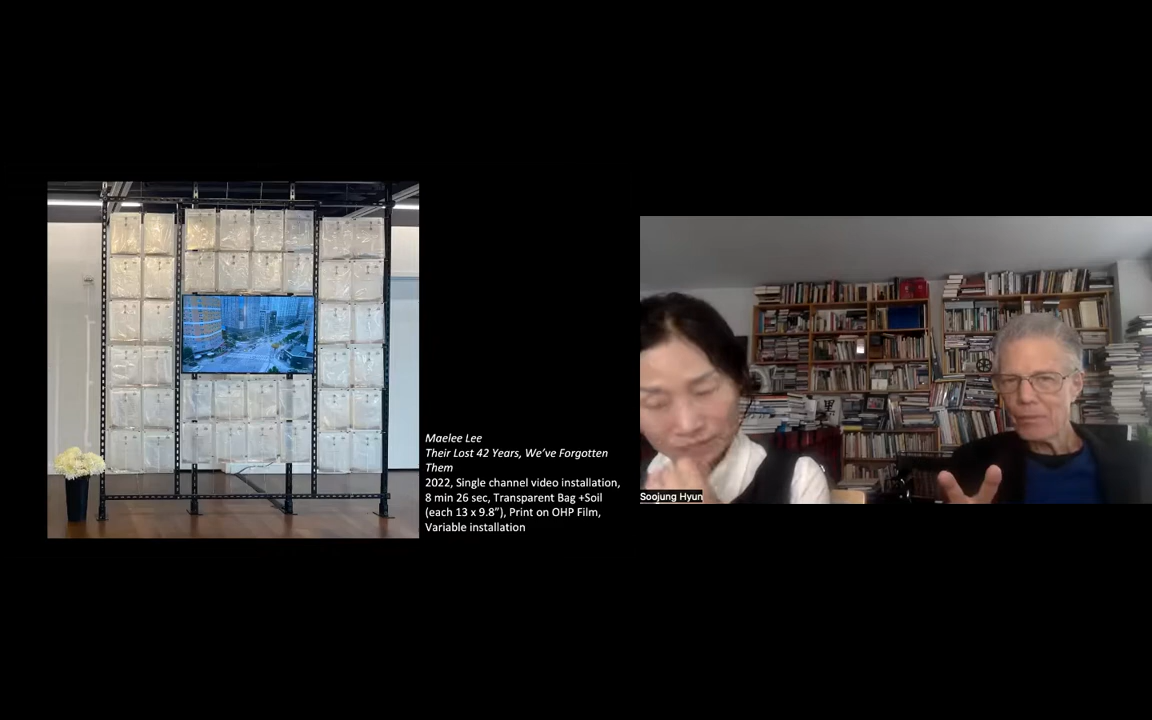 Maelee Lee
Their Lost 42 Years, We’ve Forgotten
Them
2022, Single channel video installation,
8 min 26 sec, Transparent Bag +Soil
(each 13 x 9.8”), Print on OHP Film,
Variable installation
Soojung Hyun